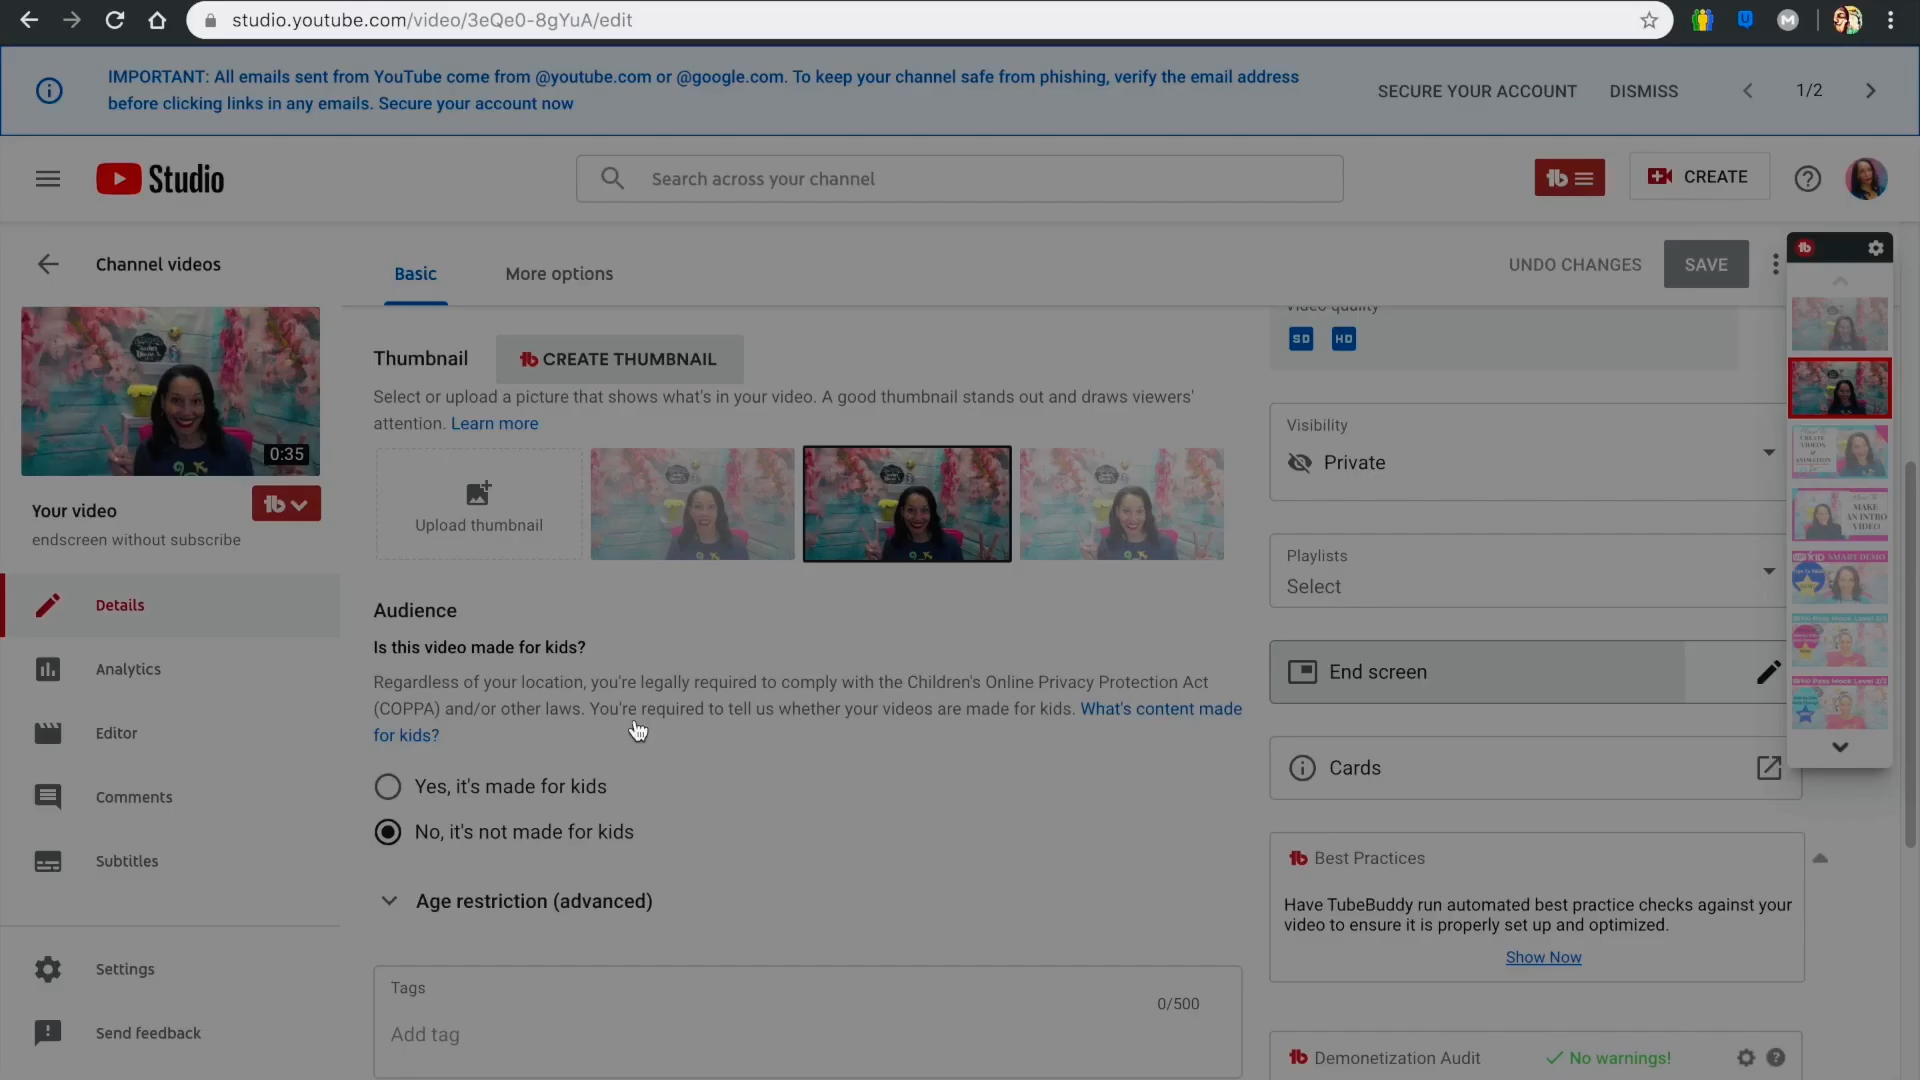 studio.youtube.com/video/3eQe0-8gYuA/edit
IMPORTANT: All emails sent from YouTube come from @youtube.com or @google.com. To keep your channel safe from phishing, verify the email address
before clicking links in any emails. Secure your account now
SECURE YOUR ACCOUNT
DISMISS
1/2
Studio
Search across your channel
CREATE
Channel videos
Basic
More options
UNDO CHANGES
SAVE
Video quality
SD
HD
0:35
Your video
endscreen without subscribe
Details
Analytics
Editor
Comments
Subtitles
Settings
Send feedback
Thumbnail
CREATE THUMBNAIL
Select or upload a picture that shows what's in your video. A good thumbnail stands out and draws viewers'
attention. Learn more
Upload thumbnail
Audience
Is this video made for kids?
Regardless of your location, you're legally required to comply with the Children's Online Privacy Protection Act
(COPPA) and/or other laws. You're required to tell us whether your videos are made for kids. What's content made
for kids?
Yes, it's made for kids
No, it's not made for kids
Age restriction (advanced)
Tags
0/500
Add tag
Visibility
Private
Playlists
Select
End screen
Cards
Best Practices
Have TubeBuddy run automated best practice checks against your
video to ensure it is properly set up and optimized.
Show Now
Demonetization Audit
No warnings!
CREATE
VIDEOS
MAKE
AN INTRO
VIDEO
SMART DEMO